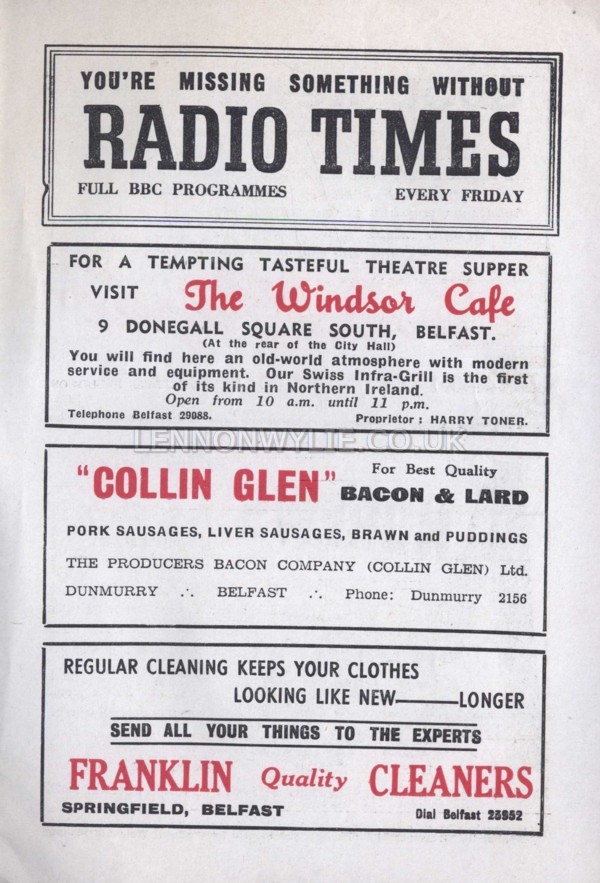 YOU'RE MISSING SOMETHING WITHOUT
RADIO TIMES
FULL BBC PROGRAMMES EVERY FRIDAY
FOR A TEMPTING TASTEFUL THEATRE SUPPER
VISIT The Windsor Cafe
9 DONEGALL SQUARE SOUTH, BELFAST.
(At the rear of the City Hall)
You will find here an old-world atmosphere with modern
service and equipment. Our Swiss Infra-Grill is the first
of its kind in Northern Ireland.
Open from 10 a.m. until 11 p.m.
Telephone Belfast 29088. Proprietor: HARRY TONER.
LENNONWYLIE.CO.UK
"COLLIN GLEN" For Best Quality
BACON & LARD
PORK SAUSAGES, LIVER SAUSAGES, BRAWN and PUDDINGS
THE PRODUCERS BACON COMPANY (COLLIN GLEN) Ltd.
DUNMURRY ∴ BELFAST ∴ Phone: Dunmurry 2156
REGULAR CLEANING KEEPS YOUR CLOTHES
LOOKING LIKE NEW——LONGER
SEND ALL YOUR THINGS TO THE EXPERTS
FRANKLIN Quality CLEANERS
SPRINGFIELD, BELFAST Dial Belfast 23952